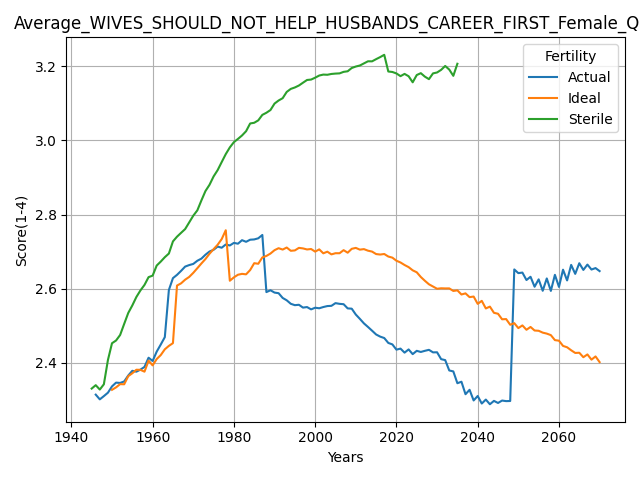 Average_WIVES_SHOULD_NOT_HELP_HUSBANDS_CAREER_FIRST_Female_Q
Fertility
Actual
Ideal
Sterile
Score(1-4)
3.2
3.0
2.8
2.6
2.4
1940 1960 1980 2000 2020 2040 2060
Years